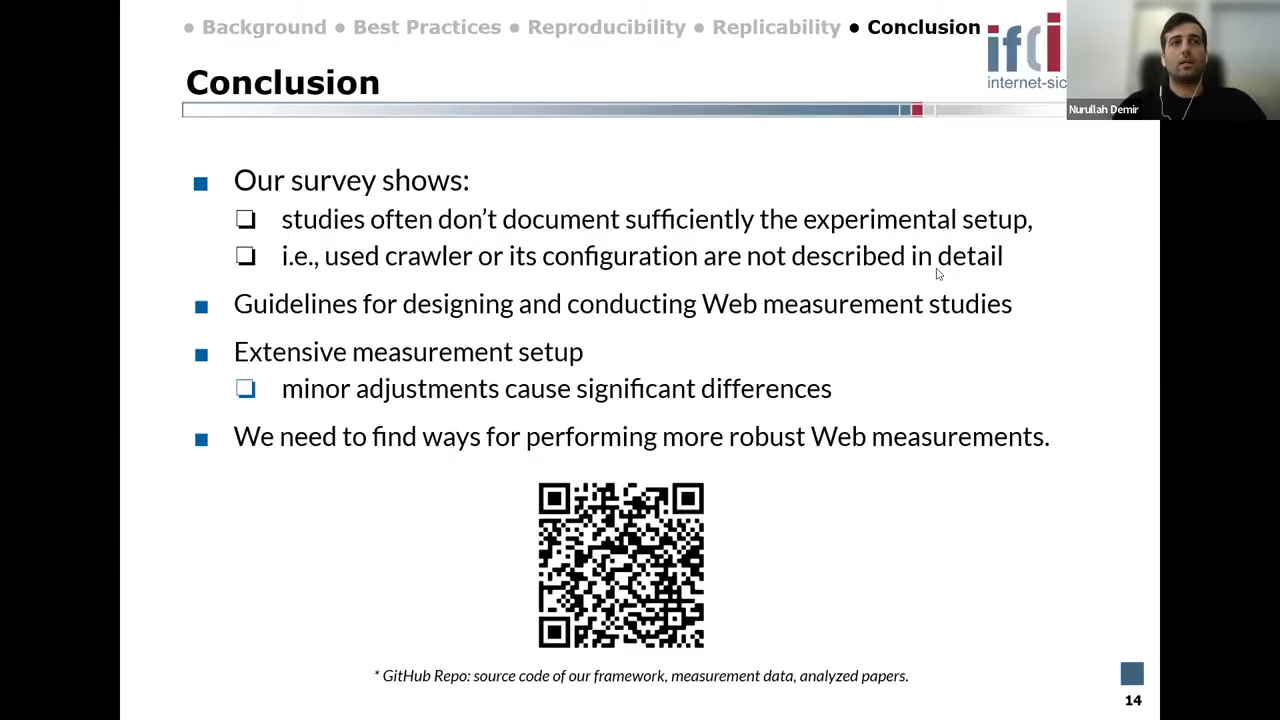 ● Background ● Best Practices ● Reproducibility ● Replicability ● Conclusion
ifi
internet-sic
Nurullah Demir
Conclusion
Our survey shows:
studies often don't document sufficiently the experimental setup,
i.e., used crawler or its configuration are not described in detail
Guidelines for designing and conducting Web measurement studies
Extensive measurement setup
minor adjustments cause significant differences
We need to find ways for performing more robust Web measurements.
* GitHub Repo: source code of our framework, measurement data, analyzed papers.
14